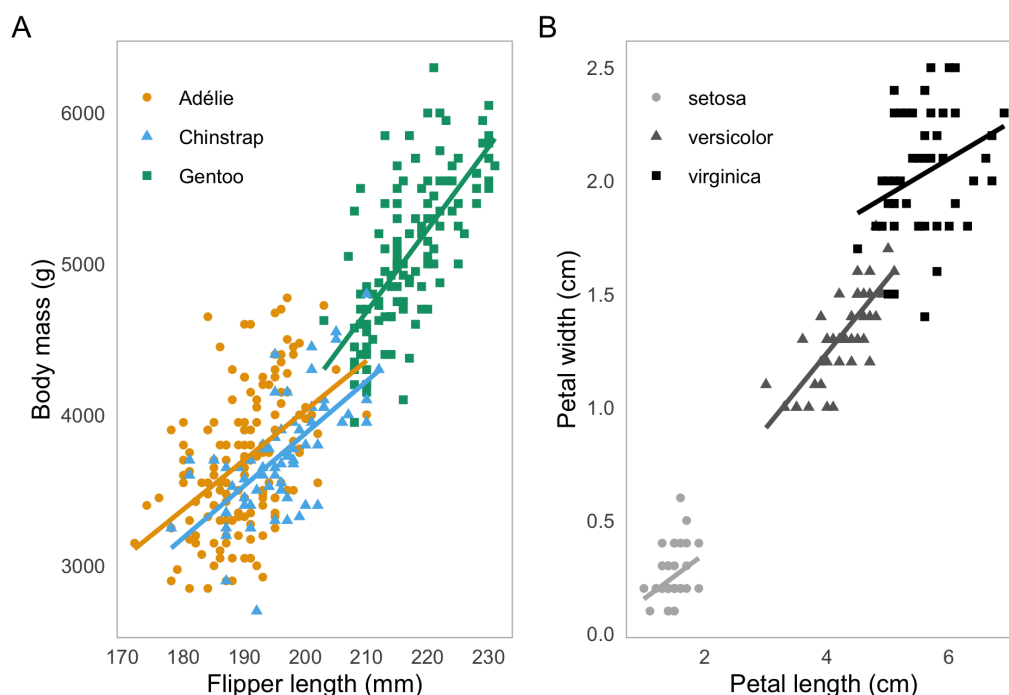 A
Adélie
Chinstrap
Gentoo
6000
5000
4000
3000
Body mass (g)
170 180 190 200 210 220 230
Flipper length (mm)
B
setosa
versicolor
virginica
2.5
2.0
1.5
1.0
0.5
0.0
Petal width (cm)
2 4 6
Petal length (cm)